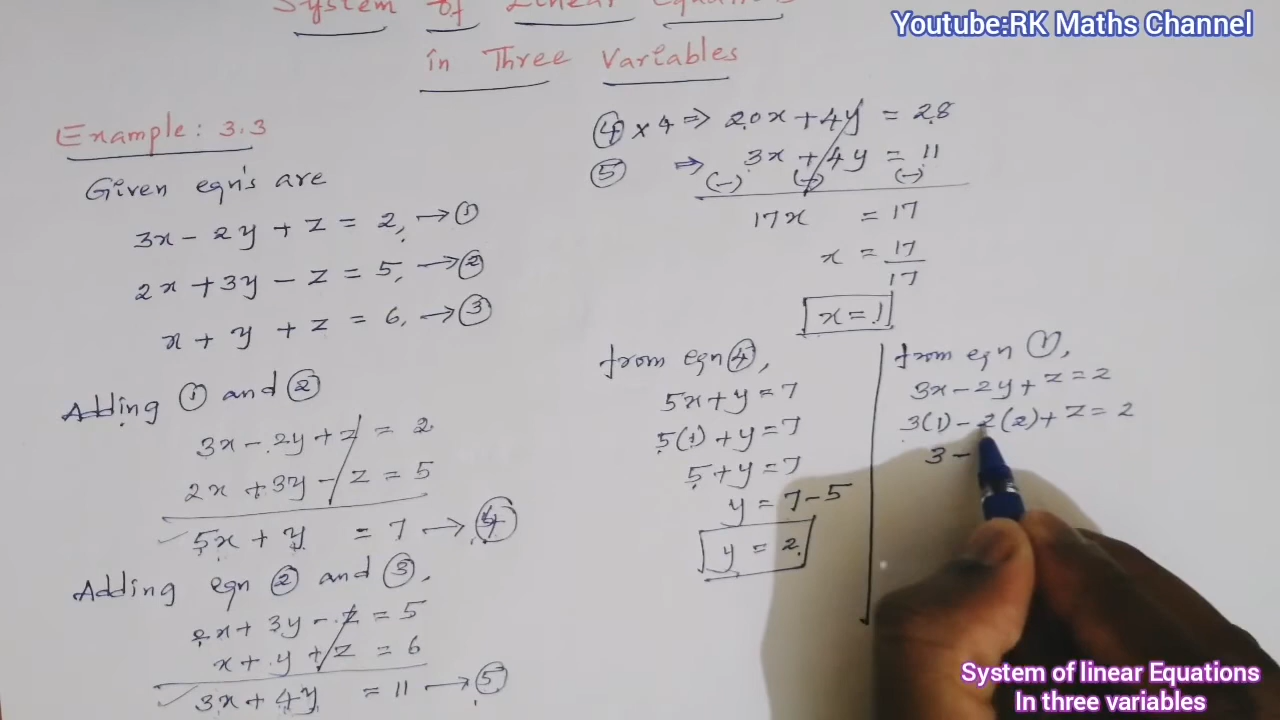 Youtube:RK Maths Channel
System of Linear Equations
in Three Variables
Example: 3.3
Given eqn's are
3x - 2y + z = 2, → ①
2x + 3y - z = 5, → ②
x + y + z = 6, → ③
Adding ① and ②
3x - 2y + z = 2
2x + 3y - z = 5
5x + y = 7 → ④
Adding eqn ② and ③,
2x + 3y - z = 5
x + y + z = 6
3x + 4y = 11 → ⑤
④ × 4 ⇒ 20x + 4y = 28
⑤ ⇒ 3x + 4y = 11
(-) (-) (-)
17x = 17
x = 17/17
x = 1
from eqn ④,
5x + y = 7
5(1) + y = 7
5 + y = 7
y = 7 - 5
y = 2
from eqn ①,
3x - 2y + z = 2
3(1) - 2(2) + z = 2
3 -
System of linear Equations
In three variables